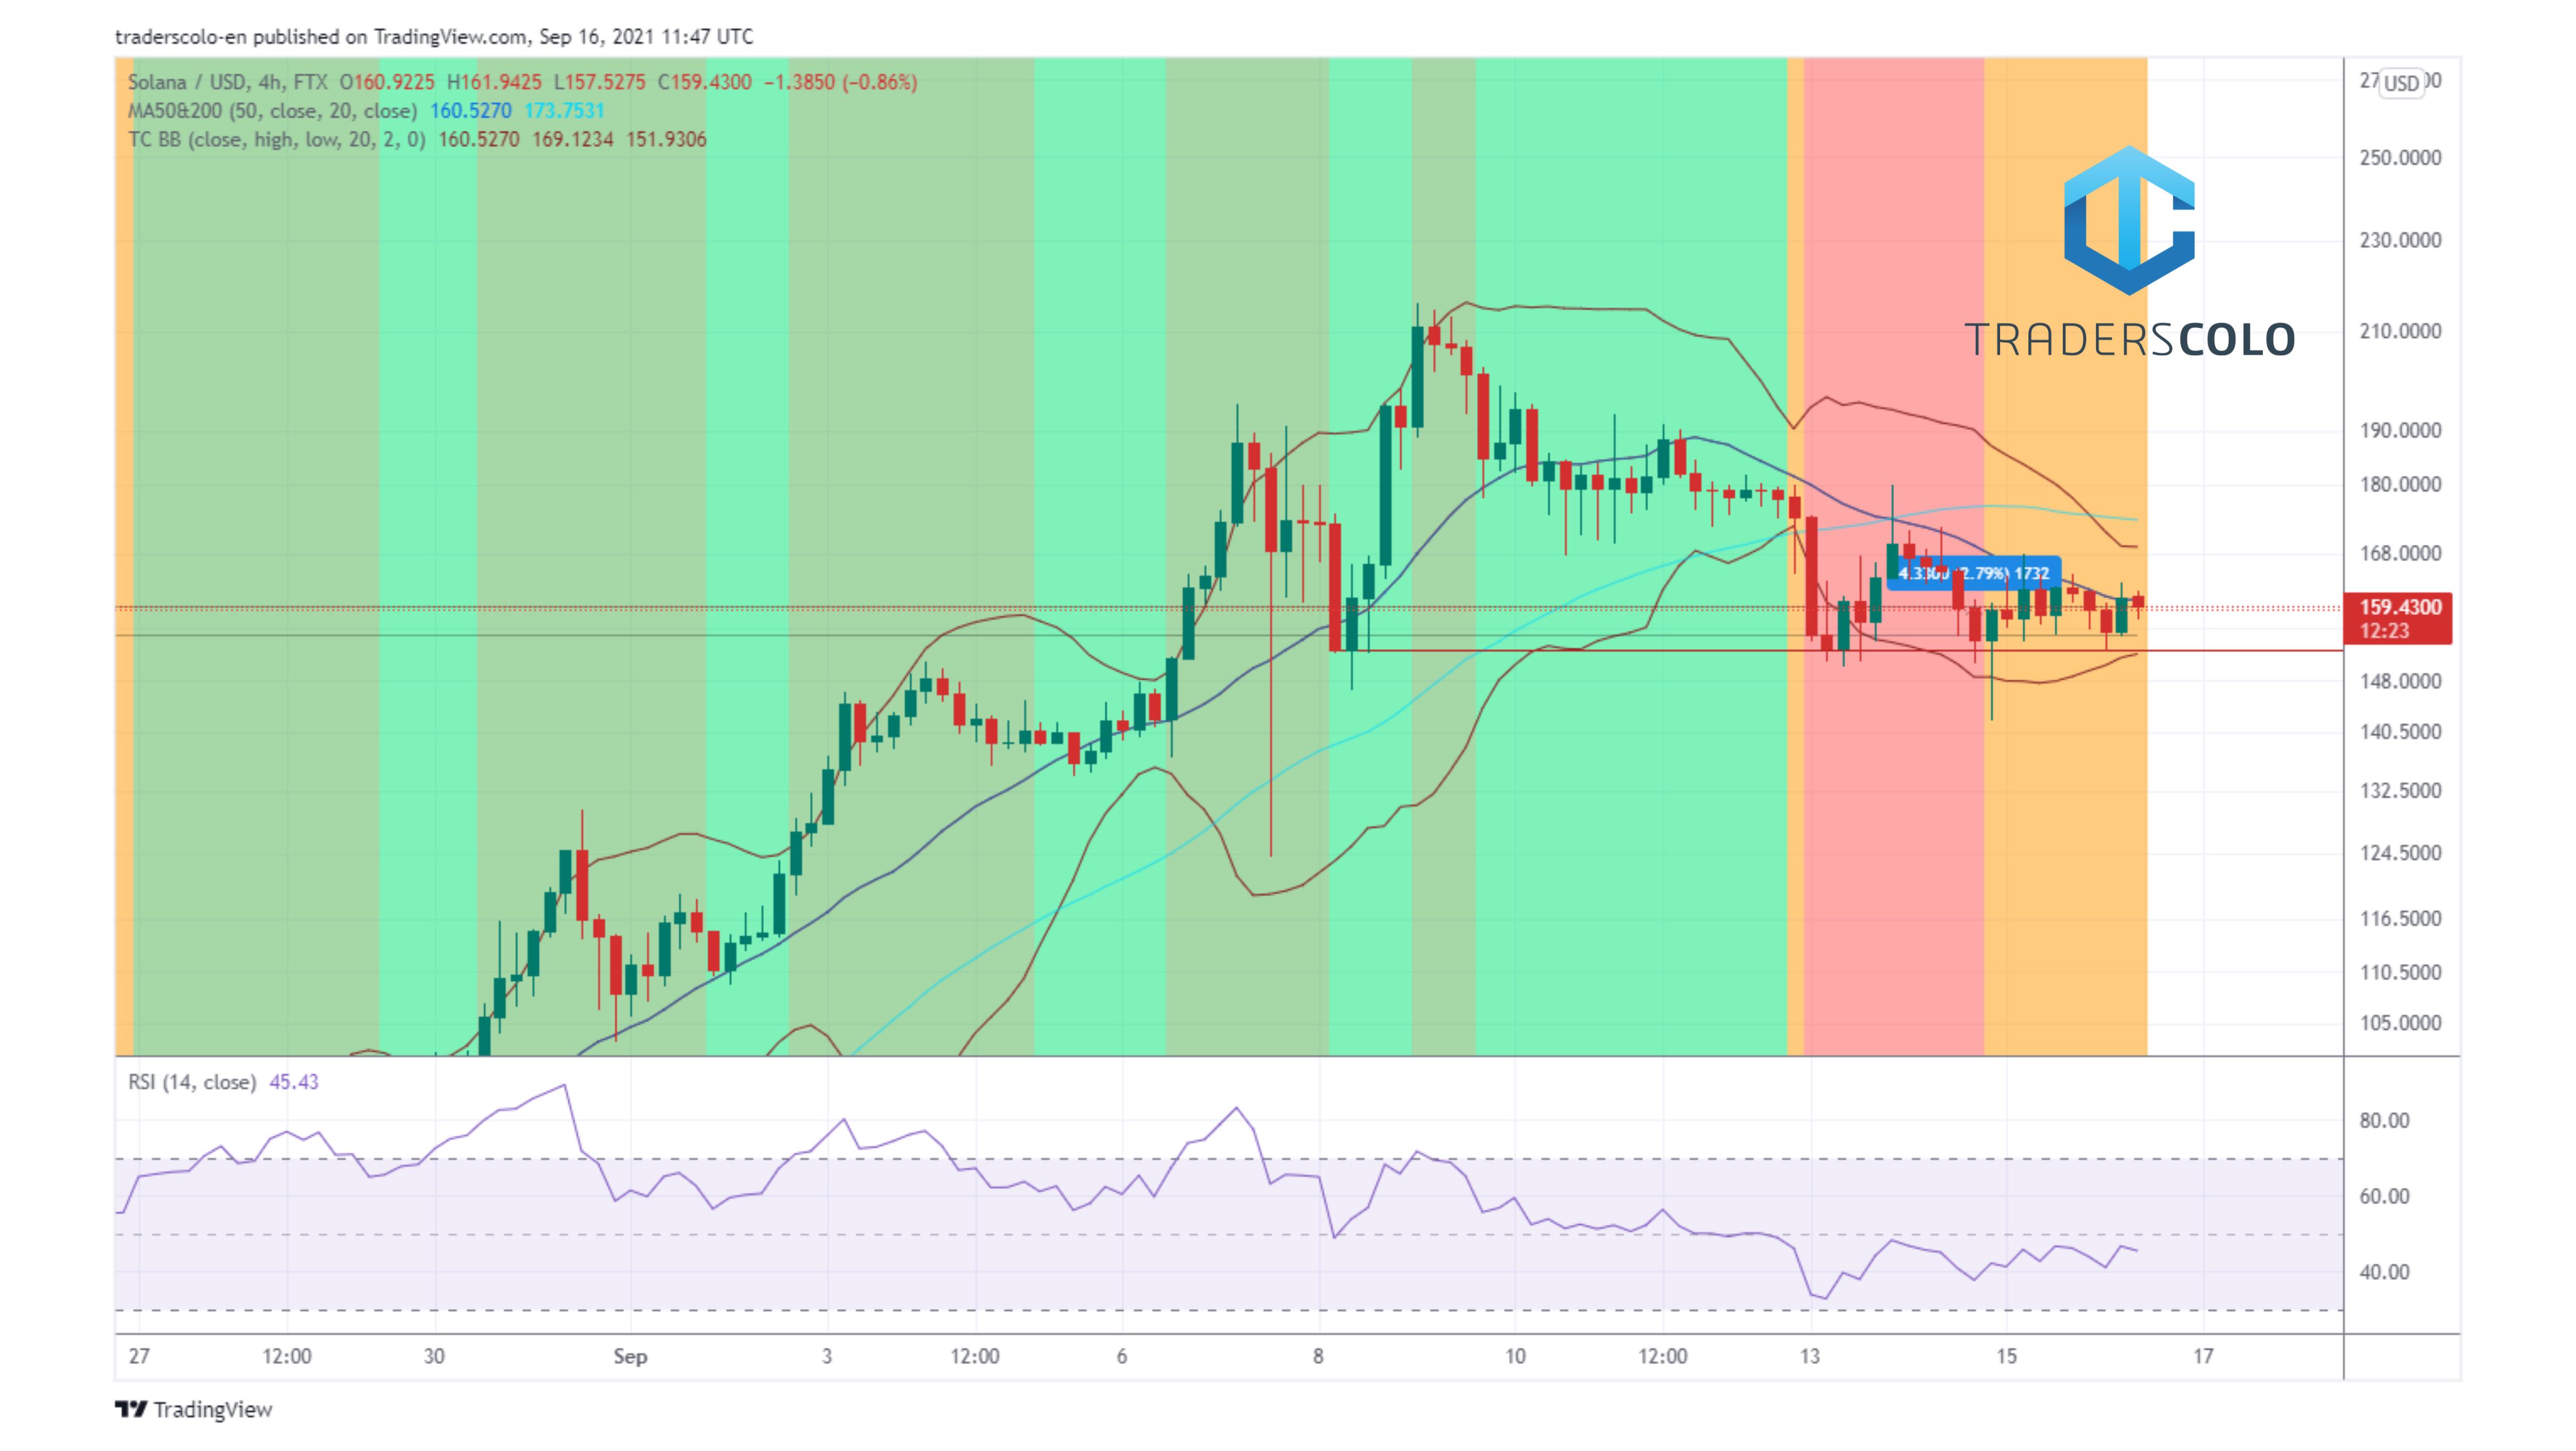 traderscolo-en published on TradingView.com, Sep 16, 2021 11:47 UTC
Solana / USD, 4h, FTX O160.9225 H161.9425 L157.5275 C159.4300 −1.3850 (−0.86%)
MA50&200 (50, close, 20, close) 160.5270 173.7531
TC BB (close, high, low, 20, 2, 0) 160.5270 169.1234 151.9306
USD
250.0000
230.0000
TRADERSCOLO
210.0000
190.0000
180.0000
168.0000
2.79%) 1732
159.4300
12:23
148.0000
140.5000
132.5000
124.5000
116.5000
110.5000
105.0000
RSI (14, close) 45.43
80.00
60.00
40.00
27 12:00 30 Sep 3 12:00 6 8 10 12:00 13 15 17
TradingView